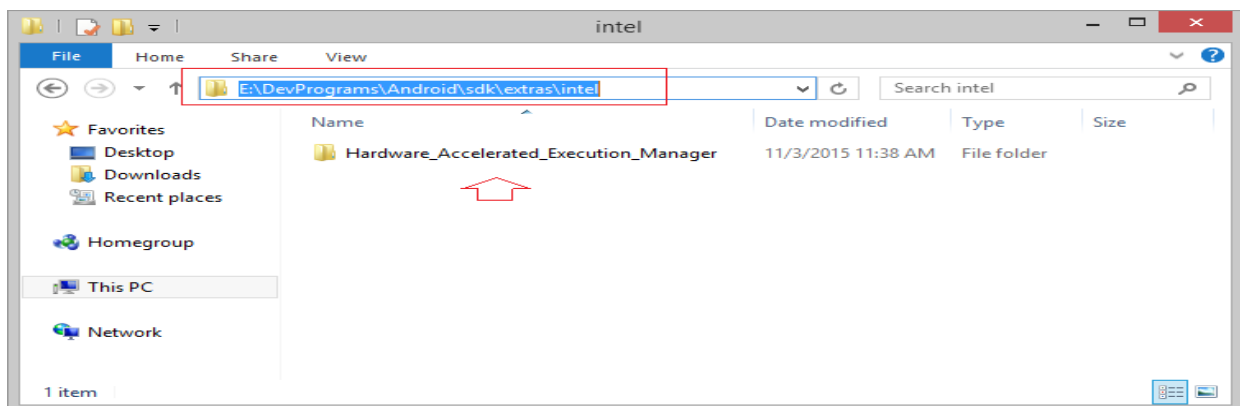 intel
File Home Share View
E:\DevPrograms\Android\sdk\extras\intel Search intel
Favorites
Desktop
Downloads
Recent places
Homegroup
This PC
Network
Name Date modified Type Size
Hardware_Accelerated_Execution_Manager 11/3/2015 11:38 AM File folder
1 item